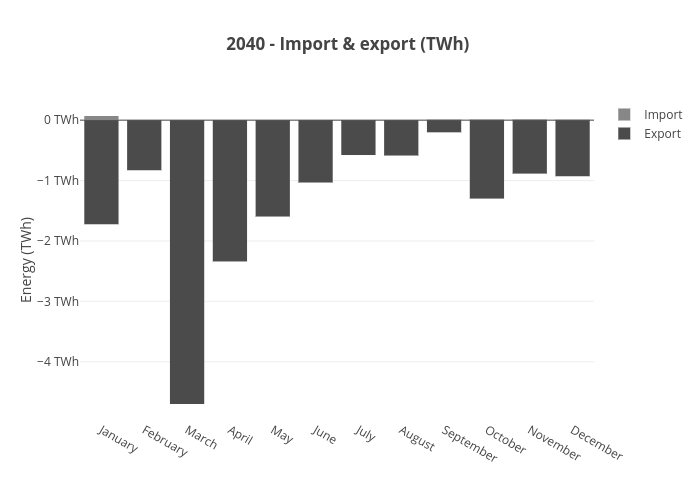 2040 - Import & export (TWh)
Import
Export
0 TWh
−1 TWh
−2 TWh
−3 TWh
−4 TWh
Energy (TWh)
January
February
March
April
May
June
July
August
September
October
November
December